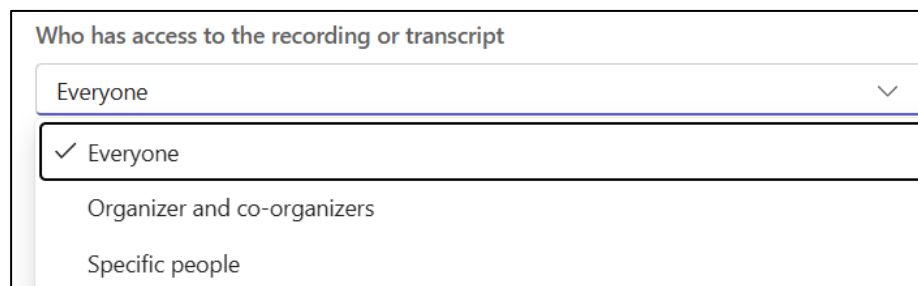 Who has access to the recording or transcript
Everyone
Everyone
Organizer and co-organizers
Specific people